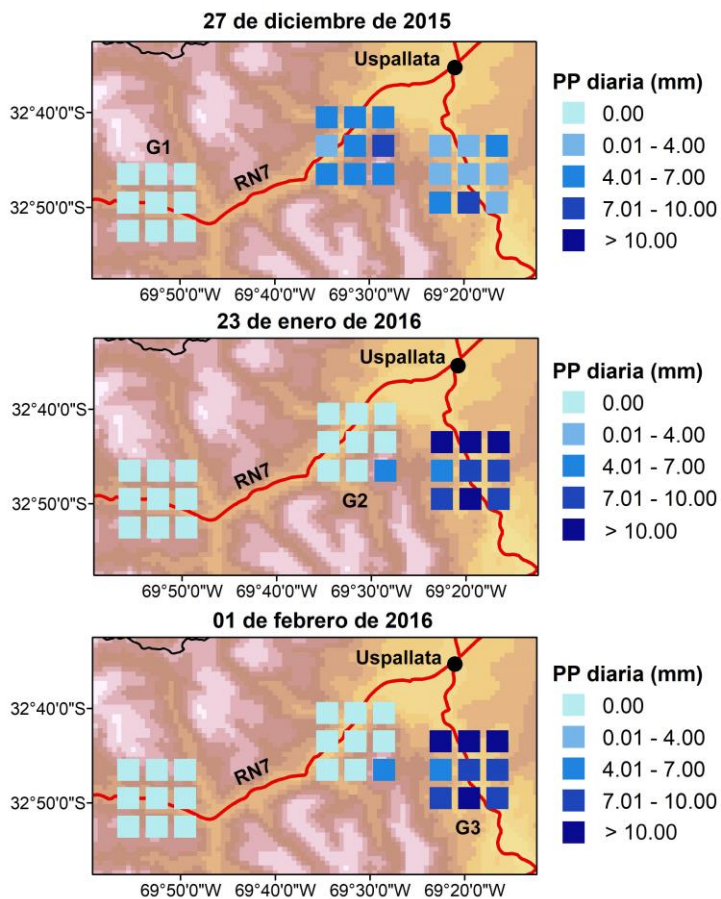 27 de diciembre de 2015
Uspallata
PP diaria (mm)
32°40'0"S
0.00
0.01 - 4.00
G1
4.01 - 7.00
RN7
32°50'0"S
7.01 - 10.00
> 10.00
69°50'0"W 69°40'0"W 69°30'0"W 69°20'0"W
23 de enero de 2016
Uspallata
PP diaria (mm)
32°40'0"S
0.00
0.01 - 4.00
RN7
4.01 - 7.00
G2
32°50'0"S
7.01 - 10.00
> 10.00
69°50'0"W 69°40'0"W 69°30'0"W 69°20'0"W
01 de febrero de 2016
Uspallata
PP diaria (mm)
32°40'0"S
0.00
0.01 - 4.00
RN7
4.01 - 7.00
32°50'0"S
7.01 - 10.00
G3
> 10.00
69°50'0"W 69°40'0"W 69°30'0"W 69°20'0"W